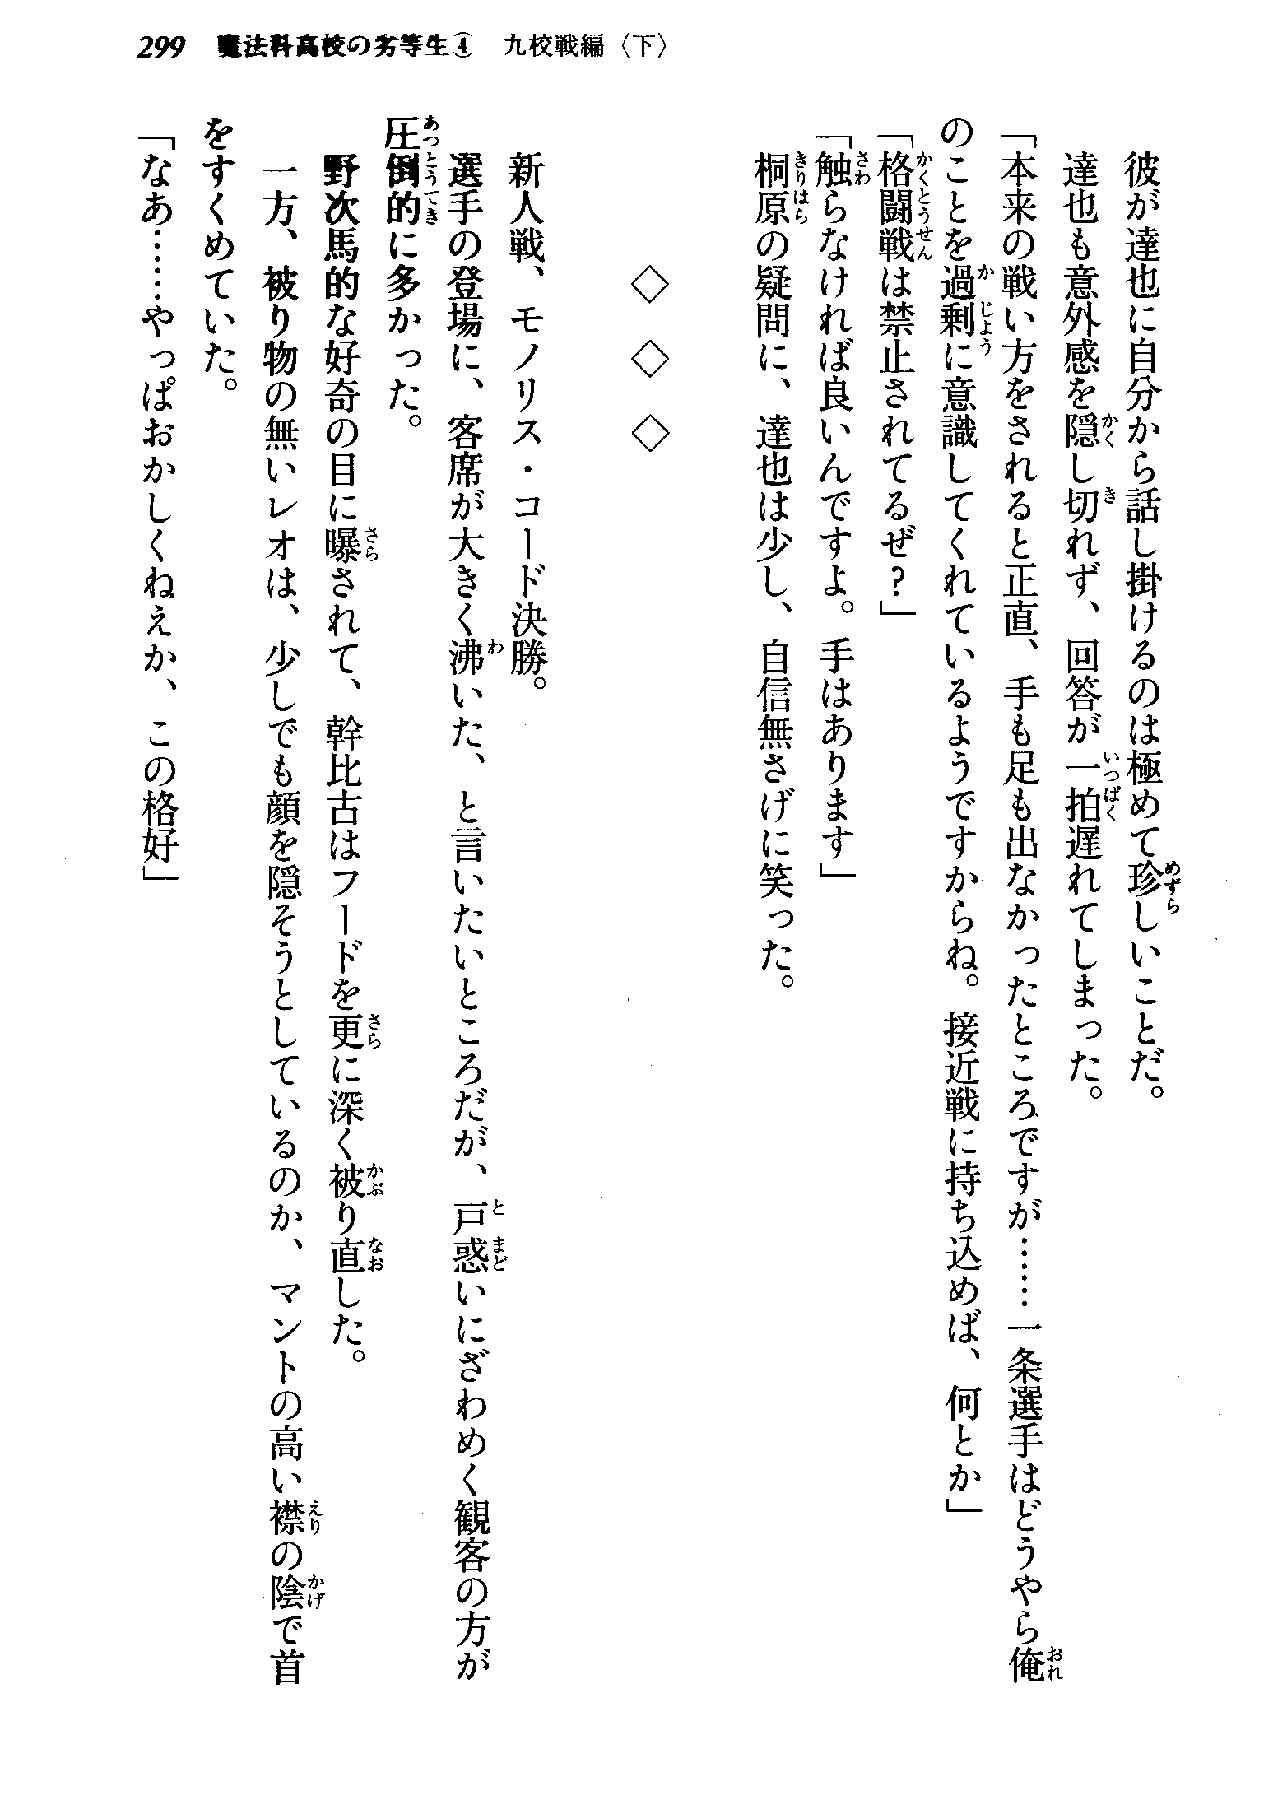 299 魔法科高校の劣等生④ 九校戦編〈下〉
彼が達也に自分から話し掛けるのは極めて珍しいことだ。
達也も意外感を隠し切れず、回答が一拍遅れてしまった。
「本来の戦い方をされると正直、手も足も出なかったところですが……一条選手はどうやら俺
のことを過剰に意識してくれているようですからね。接近戦に持ち込めば、何とか」
「格闘戦は禁止されてるぜ？」
「触らなければ良いんですよ。手はあります」
桐原の疑問に、達也は少し、自信無さげに笑った。
◇ ◇ ◇
新人戦、モノリス・コード決勝。
選手の登場に、客席が大きく沸いた、と言いたいところだが、戸惑いにざわめく観客の方が
圧倒的に多かった。
野次馬的な好奇の目に曝されて、幹比古はフードを更に深く被り直した。
一方、被り物の無いレオは、少しでも顔を隠そうとしているのか、マントの高い襟の陰で首
をすくめていた。
「なあ……やっぱおかしくねえか、この格好」